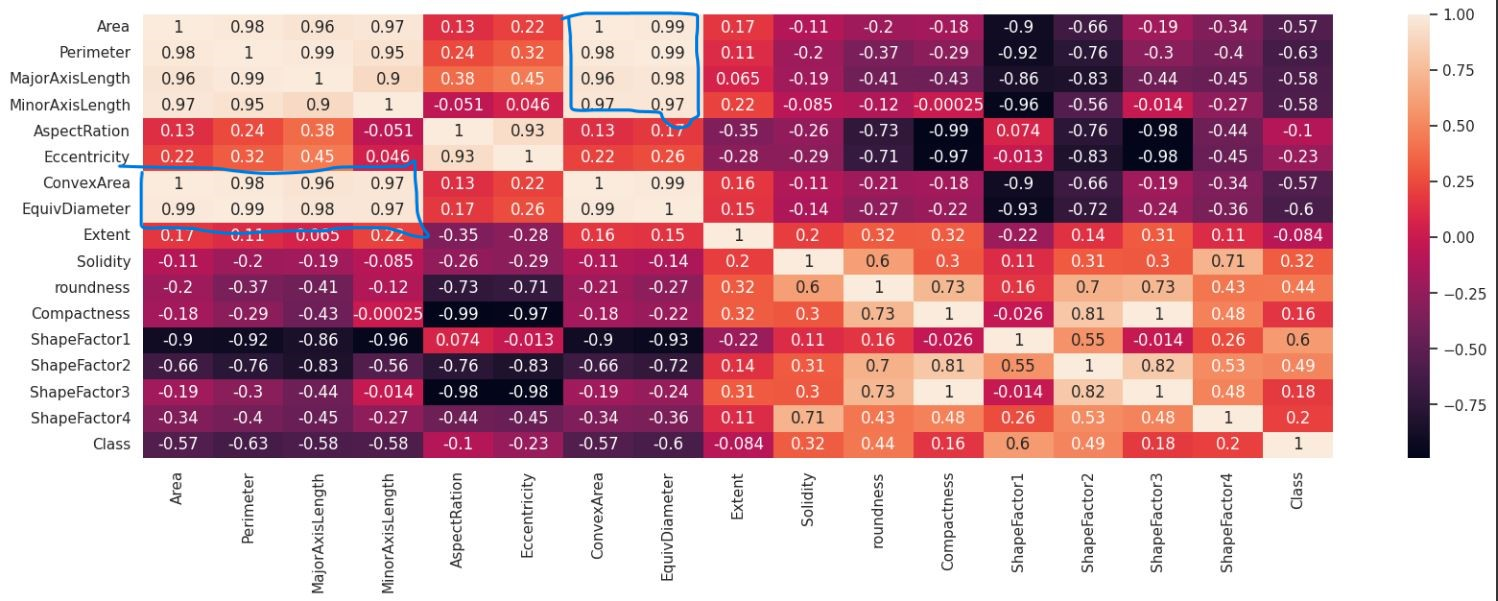 Area 1 0.98 0.96 0.97 0.13 0.22 1 0.99 0.17 -0.11 -0.2 -0.18 -0.9 -0.66 -0.19 -0.34 -0.57
Perimeter 0.98 1 0.99 0.95 0.24 0.32 0.98 0.99 0.11 -0.2 -0.37 -0.29 -0.92 -0.76 -0.3 -0.4 -0.63
MajorAxisLength 0.96 0.99 1 0.9 0.38 0.45 0.96 0.98 0.065 -0.19 -0.41 -0.43 -0.86 -0.83 -0.44 -0.45 -0.58
MinorAxisLength 0.97 0.95 0.9 1 -0.051 0.046 0.97 0.97 0.22 -0.085 -0.12 -0.00025 -0.96 -0.56 -0.014 -0.27 -0.58
AspectRation 0.13 0.24 0.38 -0.051 1 0.93 0.13 0.17 -0.35 -0.26 -0.73 -0.99 0.074 -0.76 -0.98 -0.44 -0.1
Eccentricity 0.22 0.32 0.45 0.046 0.93 1 0.22 0.26 -0.28 -0.29 -0.71 -0.97 -0.013 -0.83 -0.98 -0.45 -0.23
ConvexArea 1 0.98 0.96 0.97 0.13 0.22 1 0.99 0.16 -0.11 -0.21 -0.18 -0.9 -0.66 -0.19 -0.34 -0.57
EquivDiameter 0.99 0.99 0.98 0.97 0.17 0.26 0.99 1 0.15 -0.14 -0.27 -0.22 -0.93 -0.72 -0.24 -0.36 -0.6
Extent 0.17 0.11 0.065 0.22 -0.35 -0.28 0.16 0.15 1 0.2 0.32 0.32 -0.22 0.14 0.31 0.11 -0.084
Solidity -0.11 -0.2 -0.19 -0.085 -0.26 -0.29 -0.11 -0.14 0.2 1 0.6 0.3 0.11 0.31 0.3 0.71 0.32
roundness -0.2 -0.37 -0.41 -0.12 -0.73 -0.71 -0.21 -0.27 0.32 0.6 1 0.73 0.16 0.7 0.73 0.43 0.44
Compactness -0.18 -0.29 -0.43 -0.00025 -0.99 -0.97 -0.18 -0.22 0.32 0.3 0.73 1 -0.026 0.81 1 0.48 0.16
ShapeFactor1 -0.9 -0.92 -0.86 -0.96 0.074 -0.013 -0.9 -0.93 -0.22 0.11 0.16 -0.026 1 0.55 -0.014 0.26 0.6
ShapeFactor2 -0.66 -0.76 -0.83 -0.56 -0.76 -0.83 -0.66 -0.72 0.14 0.31 0.7 0.81 0.55 1 0.82 0.53 0.49
ShapeFactor3 -0.19 -0.3 -0.44 -0.014 -0.98 -0.98 -0.19 -0.24 0.31 0.3 0.73 1 -0.014 0.82 1 0.48 0.18
ShapeFactor4 -0.34 -0.4 -0.45 -0.27 -0.44 -0.45 -0.34 -0.36 0.11 0.71 0.43 0.48 0.26 0.53 0.48 1 0.2
Class -0.57 -0.63 -0.58 -0.58 -0.1 -0.23 -0.57 -0.6 -0.084 0.32 0.44 0.16 0.6 0.49 0.18 0.2 1
Area
Perimeter
MajorAxisLength
MinorAxisLength
AspectRation
Eccentricity
ConvexArea
EquivDiameter
Extent
Solidity
roundness
Compactness
ShapeFactor1
ShapeFactor2
ShapeFactor3
ShapeFactor4
Class
1.00
0.75
0.50
0.25
0.00
−0.25
−0.50
−0.75